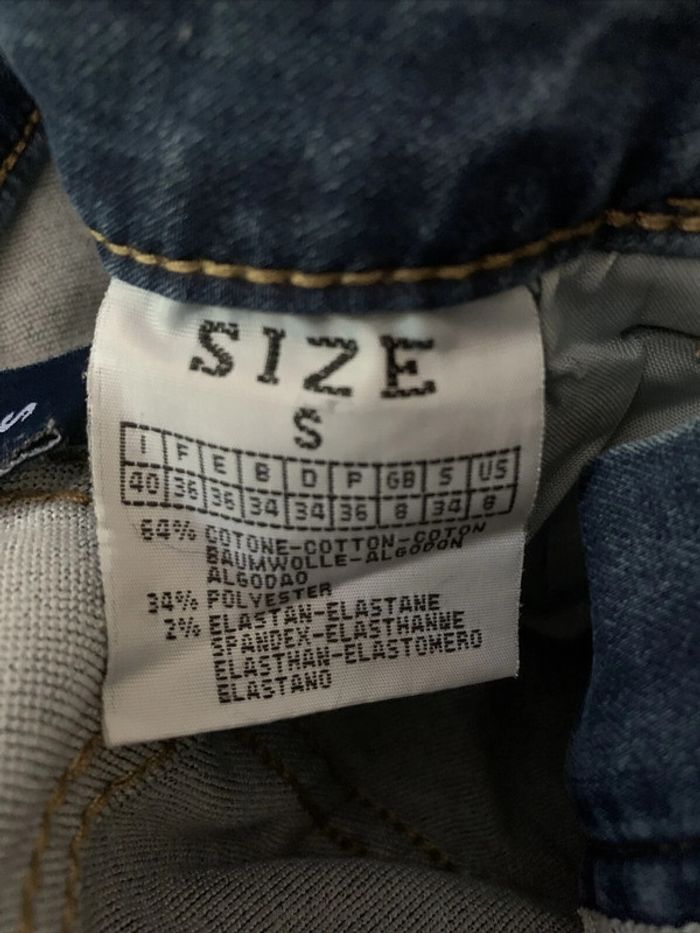 SIZE
S
I F E B D P GB S US
40 36 36 34 34 36 8 34 8
64% COTONE-COTTON-COTON
BAUMWOLLE-ALGODON
ALGODAO
34% POLYESTER
2% ELASTAN-ELASTANE
SPANDEX-ELASTHANNE
ELASTHAN-ELASTOMERO
ELASTANO
S